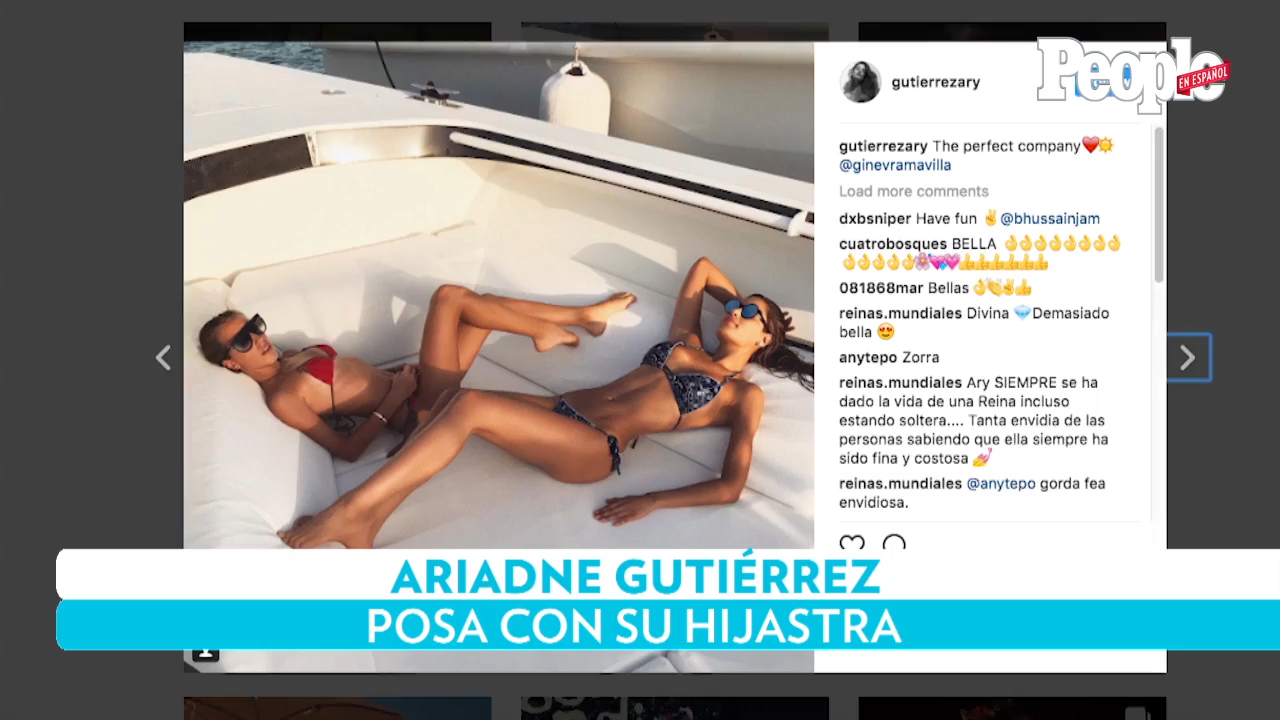 People
EN ESPAÑOL
gutierrezary
gutierrezary The perfect company❤️☀️
@ginevramavilla
Load more comments
dxbsniper Have fun ✌️@bhussainjam
cuatrobosques BELLA 👌👌👌👌👌👌👌👌
👌👌👌👌👌🌸💘💗👍👍👍👍👍👍
081868mar Bellas 👌👏✌️👍
reinas.mundiales Divina 💎Demasiado
bella 😍
anytepo Zorra
reinas.mundiales Ary SIEMPRE se ha
dado la vida de una Reina incluso
estando soltera.... Tanta envidia de las
personas sabiendo que ella siempre ha
sido fina y costosa 💅
reinas.mundiales @anytepo gorda fea
envidiosa.
ARIADNE GUTIÉRREZ
POSA CON SU HIJASTRA